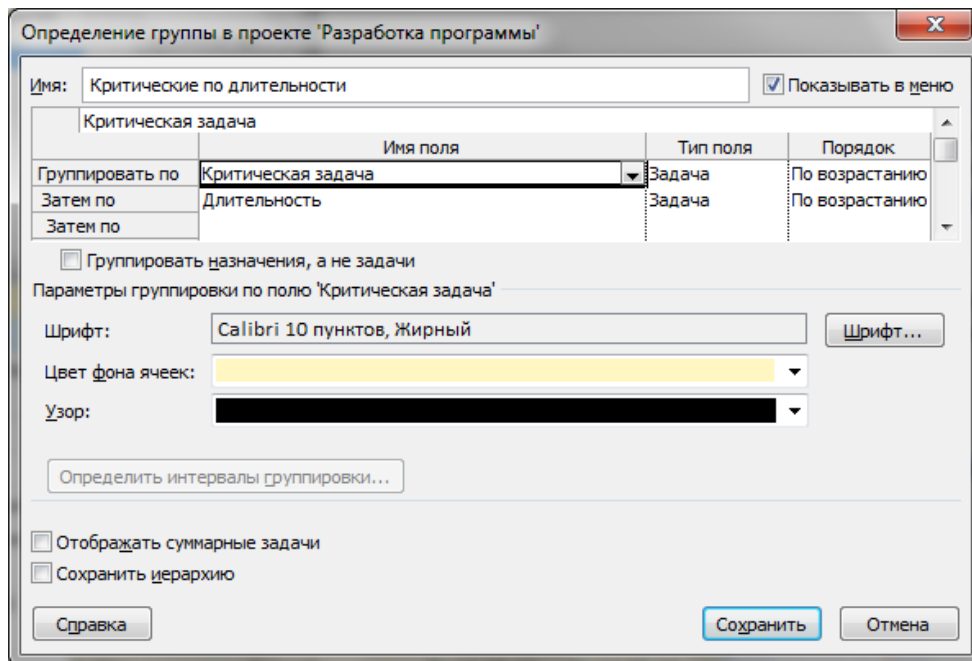 Определение группы в проекте 'Разработка программы'
Имя: Критические по длительности Показывать в меню
Критическая задача
Имя поля Тип поля Порядок
Группировать по Критическая задача Задача По возрастанию
Затем по Длительность Задача По возрастанию
Затем по
Группировать назначения, а не задачи
Параметры группировки по полю 'Критическая задача'
Шрифт: Calibri 10 пунктов, Жирный Шрифт...
Цвет фона ячеек:
Узор:
Определить интервалы группировки...
Отображать суммарные задачи
Сохранить иерархию
Справка Сохранить Отмена